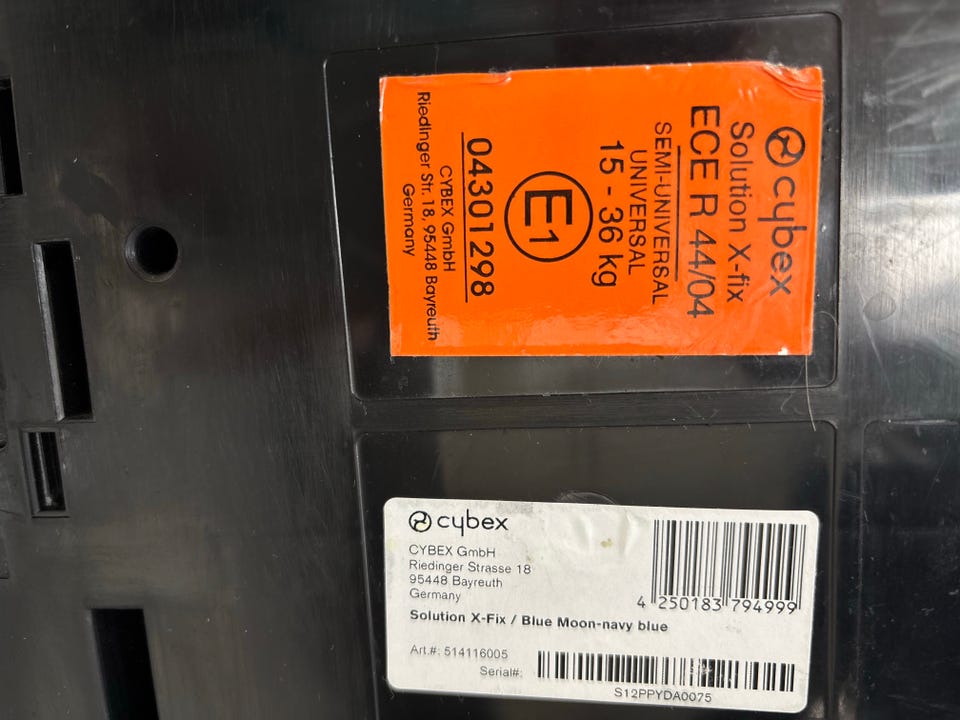 cybex
Solution X-fix
ECE R 44/04
SEMI-UNIVERSAL
UNIVERSAL
15 - 36 kg
E1
04301298
CYBEX GmbH
Riedinger Str. 18, 95448 Bayreuth
Germany
cybex
CYBEX GmbH
Riedinger Strasse 18
95448 Bayreuth
Germany
4 250183 794999
Solution X-Fix / Blue Moon-navy blue
Art.#: 514116005
Serial#:
S12PPYDA0075